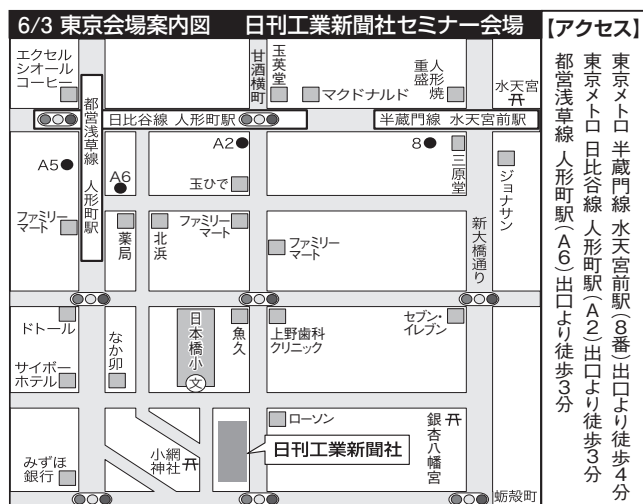 6/3 東京会場案内図　日刊工業新聞社セミナー会場
【アクセス】
東京メトロ 半蔵門線 水天宮前駅(8番)出口より徒歩4分
東京メトロ 日比谷線 人形町駅(A2)出口より徒歩3分
都営浅草線 人形町駅(A6)出口より徒歩3分
エクセル
シオール
コーヒー
甘酒横町
玉英堂
マクドナルド
人形焼
重盛
水天宮
都営浅草線 人形町駅
日比谷線 人形町駅
半蔵門線 水天宮前駅
A5
A6
A2
8
玉ひで
三原堂
ジョナサン
ファミリー
マート
薬局
北浜
ファミリー
マート
ファミリー
マート
新大橋通り
ドトール
なか卯
日本橋小
文
魚久
上野歯科
クリニック
セブン・
イレブン
サイボー
ホテル
ローソン
銀杏八幡宮
日刊工業新聞社
みずほ
銀行
小網
神社
蛎殻町